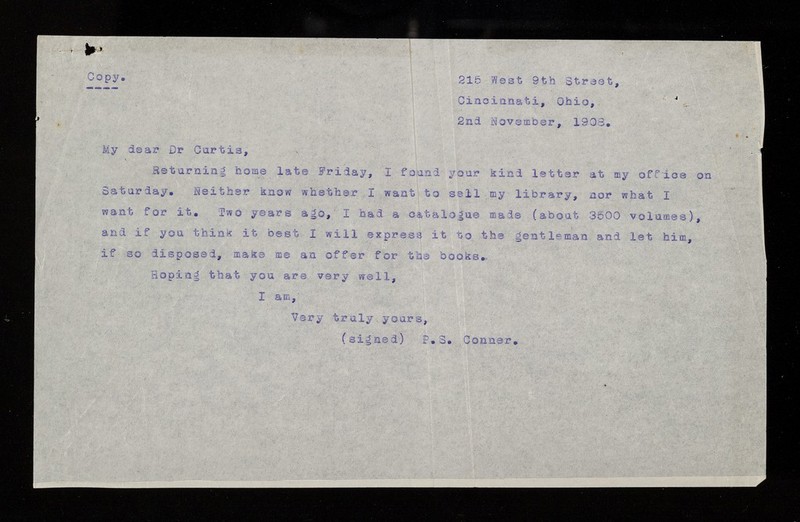 Copy.
215 West 9th Street,
Cincinnati, Ohio,
2nd November, 1908.
My dear Dr Curtis,
Returning home late Friday, I found your kind letter at my office on
Saturday. Neither know whether I want to sell my library, nor what I
want for it. Two years ago, I had a catalogue made (about 3500 volumes),
and if you think it best I will express it to the gentleman and let him,
if so disposed, make me an offer for the books.
Hoping that you are very well,
I am,
Very truly yours,
(signed) P.S. Conner.